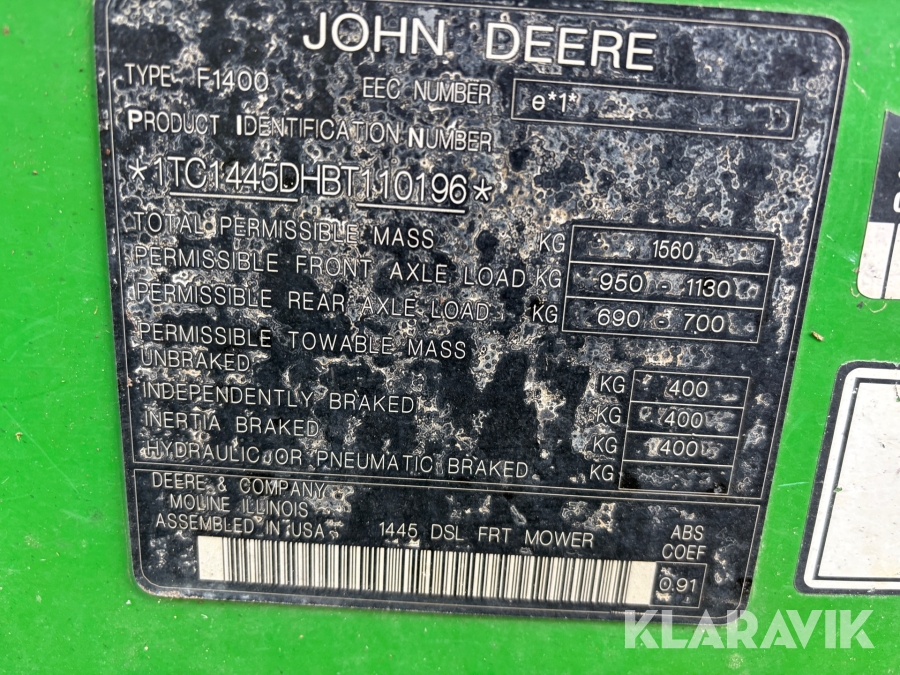 JOHN DEERE
TYPE F1400 EEC NUMBER e*1*
PRODUCT IDENTIFICATION NUMBER
*1TC1445DHBT110196*
TOTAL PERMISSIBLE MASS KG 1560
PERMISSIBLE FRONT AXLE LOAD KG 950 - 1130
PERMISSIBLE REAR AXLE LOAD KG 690 - 700
PERMISSIBLE TOWABLE MASS
UNBRAKED KG 400
INDEPENDENTLY BRAKED KG 400
INERTIA BRAKED KG 400
HYDRAULIC OR PNEUMATIC BRAKED KG
DEERE & COMPANY
MOLINE ILLINOIS
ASSEMBLED IN USA 1445 DSL FRT MOWER ABS
COEF
0.91
KLARAVIK